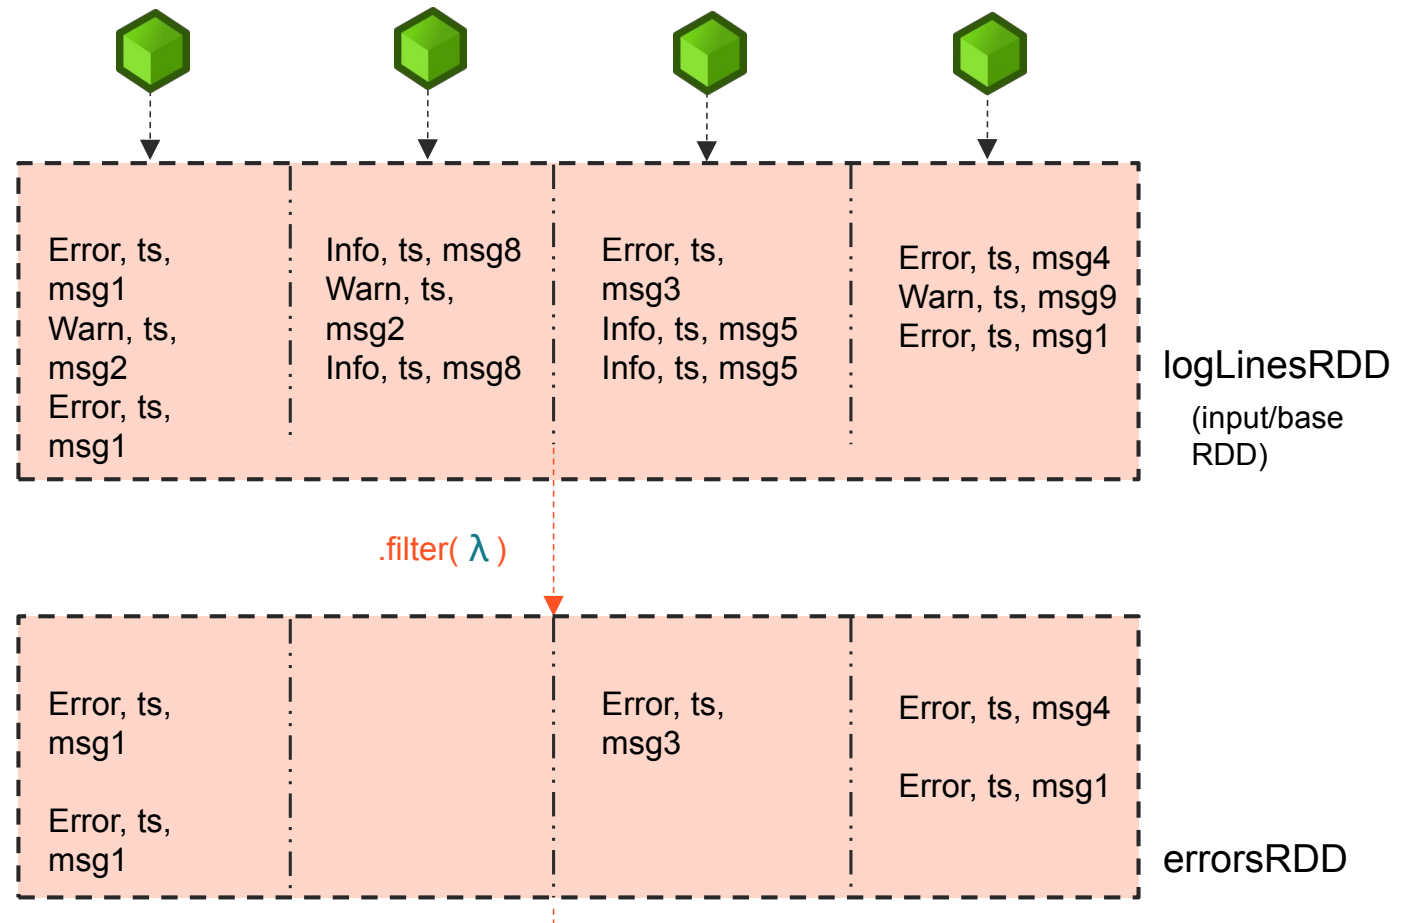 Error, ts,
msg1
Warn, ts,
msg2
Error, ts,
msg1
Info, ts, msg8
Warn, ts,
msg2
Info, ts, msg8
Error, ts,
msg3
Info, ts, msg5
Info, ts, msg5
Error, ts, msg4
Warn, ts, msg9
Error, ts, msg1
logLinesRDD
(input/base
RDD)
.filter( λ )
Error, ts,
msg1
Error, ts,
msg1
Error, ts,
msg3
Error, ts, msg4
Error, ts, msg1
errorsRDD